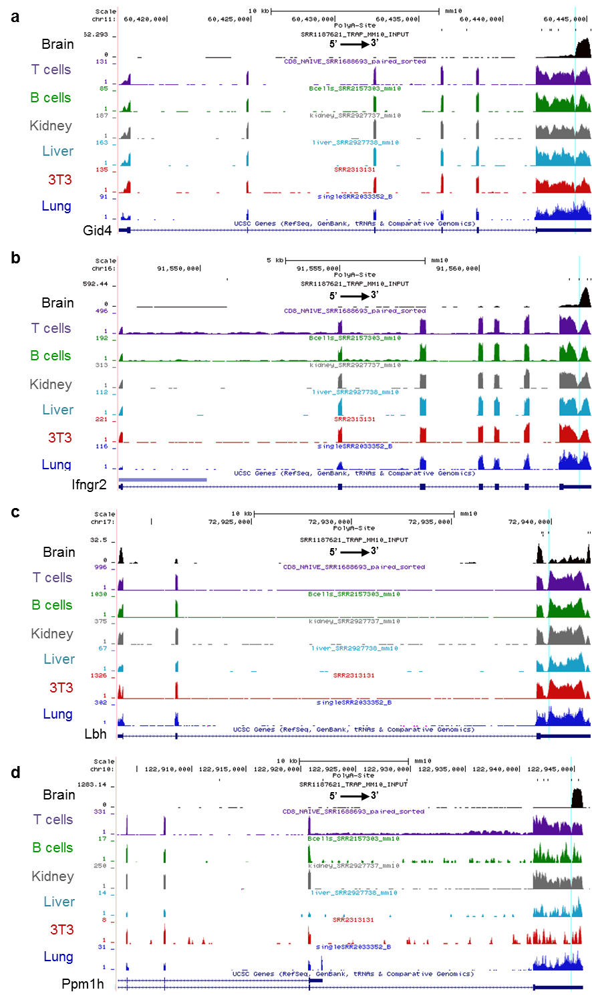 a
Scale 10 kb mm10
chr11: 60,420,000 60,425,000 60,430,000 60,435,000 60,440,000 60,445,000
PolyA-Site
52.293 _ SRR1187621_TRAP_MM10_INPUT
5' 3'
Brain
0 _
CD8_NAIVE_SRR1688693_paired_sorted
131 _
T cells
1 _
85 _ Bcells_SRR2157303_mm10
B cells
1 _
187 _ kidney_SRR2927737_mm10
Kidney
1 _
163 _ liver_SRR2927738_mm10
Liver
1 _
135 _ SRR2313131
3T3
1 _
91 _ singleSRR2033352_B
Lung
1 _
UCSC Genes (RefSeq, GenBank, tRNAs & Comparative Genomics)
Gid4
b
Scale 5 kb mm10
chr16: 91,550,000 91,555,000 91,560,000
PolyA-Site
592.44 _ SRR1187621_TRAP_MM10_INPUT
5' 3'
Brain
0 _
496 _ CD8_NAIVE_SRR1688693_paired_sorted
T cells
1 _
192 _ Bcells_SRR2157303_mm10
B cells
1 _
313 _ kidney_SRR2927737_mm10
Kidney
1 _
112 _ liver_SRR2927738_mm10
Liver
1 _
221 _ SRR2313131
3T3
1 _
116 _ singleSRR2033352_B
Lung
1 _
UCSC Genes (RefSeq, GenBank, tRNAs & Comparative Genomics)
Ifngr2
c
Scale 10 kb mm10
chr17: 72,925,000 72,930,000 72,935,000 72,940,000
PolyA-Site
32.5 _ SRR1187621_TRAP_MM10_INPUT
5' 3'
Brain
0 _
996 _ CD8_NAIVE_SRR1688693_paired_sorted
T cells
1 _
1030 _ Bcells_SRR2157303_mm10
B cells
1 _
375 _ kidney_SRR2927737_mm10
Kidney
1 _
67 _ liver_SRR2927738_mm10
Liver
1 _
1326 _ SRR2313131
3T3
1 _
302 _ singleSRR2033352_B
Lung
1 _
UCSC Genes (RefSeq, GenBank, tRNAs & Comparative Genomics)
Lbh
d
Scale 10 kb mm10
chr10: 122,910,000 122,915,000 122,920,000 122,925,000 122,930,000 122,935,000 122,940,000 122,945,000
PolyA-Site
1283.14 _ SRR1187621_TRAP_MM10_INPUT
5' 3'
Brain
0 _
331 _ CD8_NAIVE_SRR1688693_paired_sorted
T cells
1 _
17 _ Bcells_SRR2157303_mm10
B cells
1 _
250 _ kidney_SRR2927737_mm10
Kidney
1 _
14 _ liver_SRR2927738_mm10
Liver
1 _
8 _ SRR2313131
3T3
1 _
31 _ singleSRR2033352_B
Lung
1 _
UCSC Genes (RefSeq, GenBank, tRNAs & Comparative Genomics)
Ppm1h